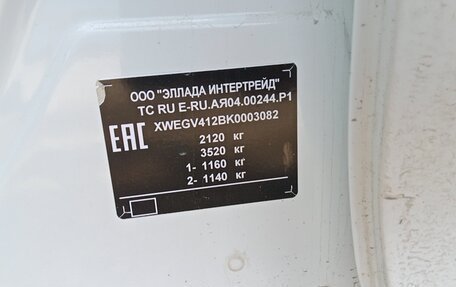 ООО "ЭЛЛАДА ИНТЕРТРЕЙД"
ТС RU E-RU.АЯ04.00244.Р1
EAC
XWEGV412BK0003082
2120 кг
3520 кг
1- 1160 кг
2- 1140 кг